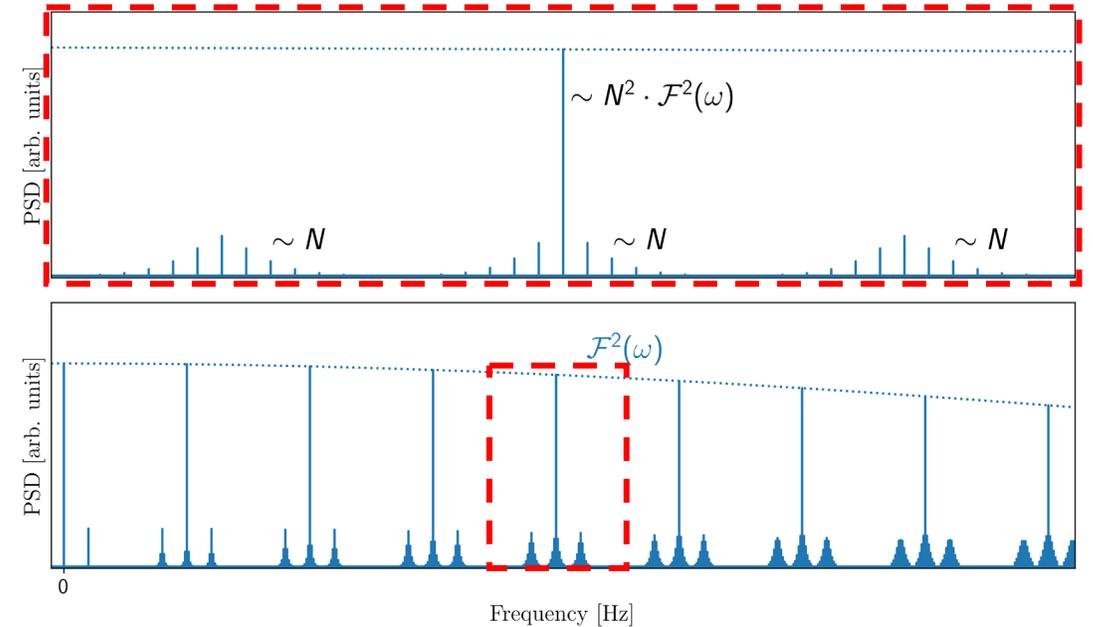 PSD [arb. units]
~ N² · ℱ²(ω)
~ N
~ N
~ N
PSD [arb. units]
ℱ²(ω)
0
Frequency [Hz]